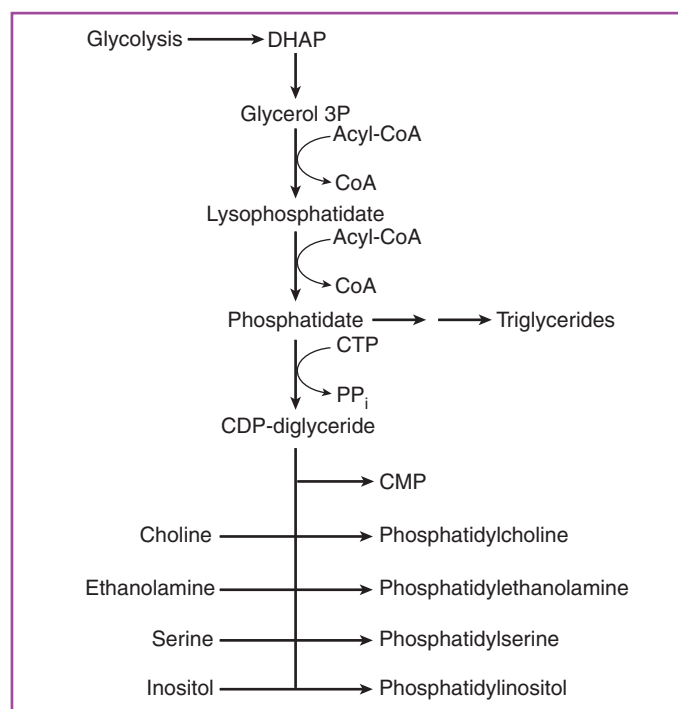 Glycolysis DHAP
Glycerol 3P
Acyl-CoA
CoA
Lysophosphatidate
Acyl-CoA
CoA
Phosphatidate Triglycerides
CTP
PPi
CDP-diglyceride
CMP
Choline Phosphatidylcholine
Ethanolamine Phosphatidylethanolamine
Serine Phosphatidylserine
Inositol Phosphatidylinositol